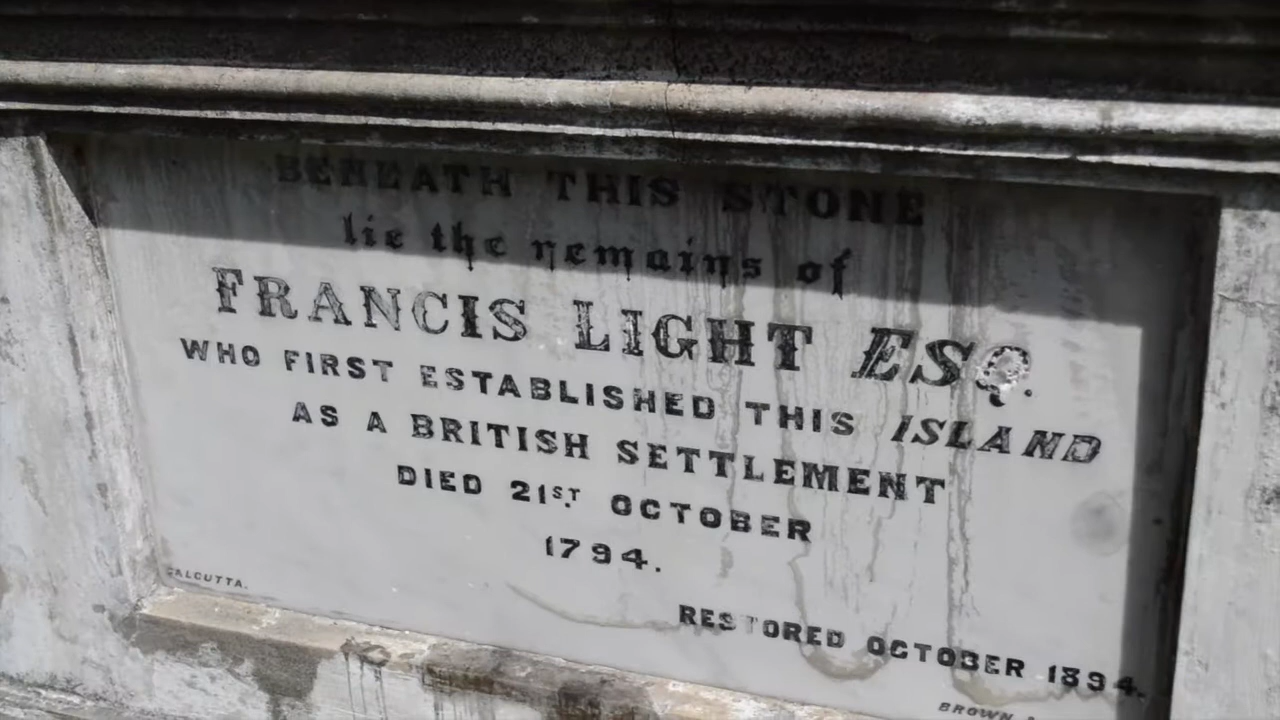 BENEATH THIS STONE
lie the remains of
FRANCIS LIGHT ESQ.
WHO FIRST ESTABLISHED THIS ISLAND
AS A BRITISH SETTLEMENT
DIED 21ST. OCTOBER
1794.
RESTORED OCTOBER 1894.
CALCUTTA.
BROWN